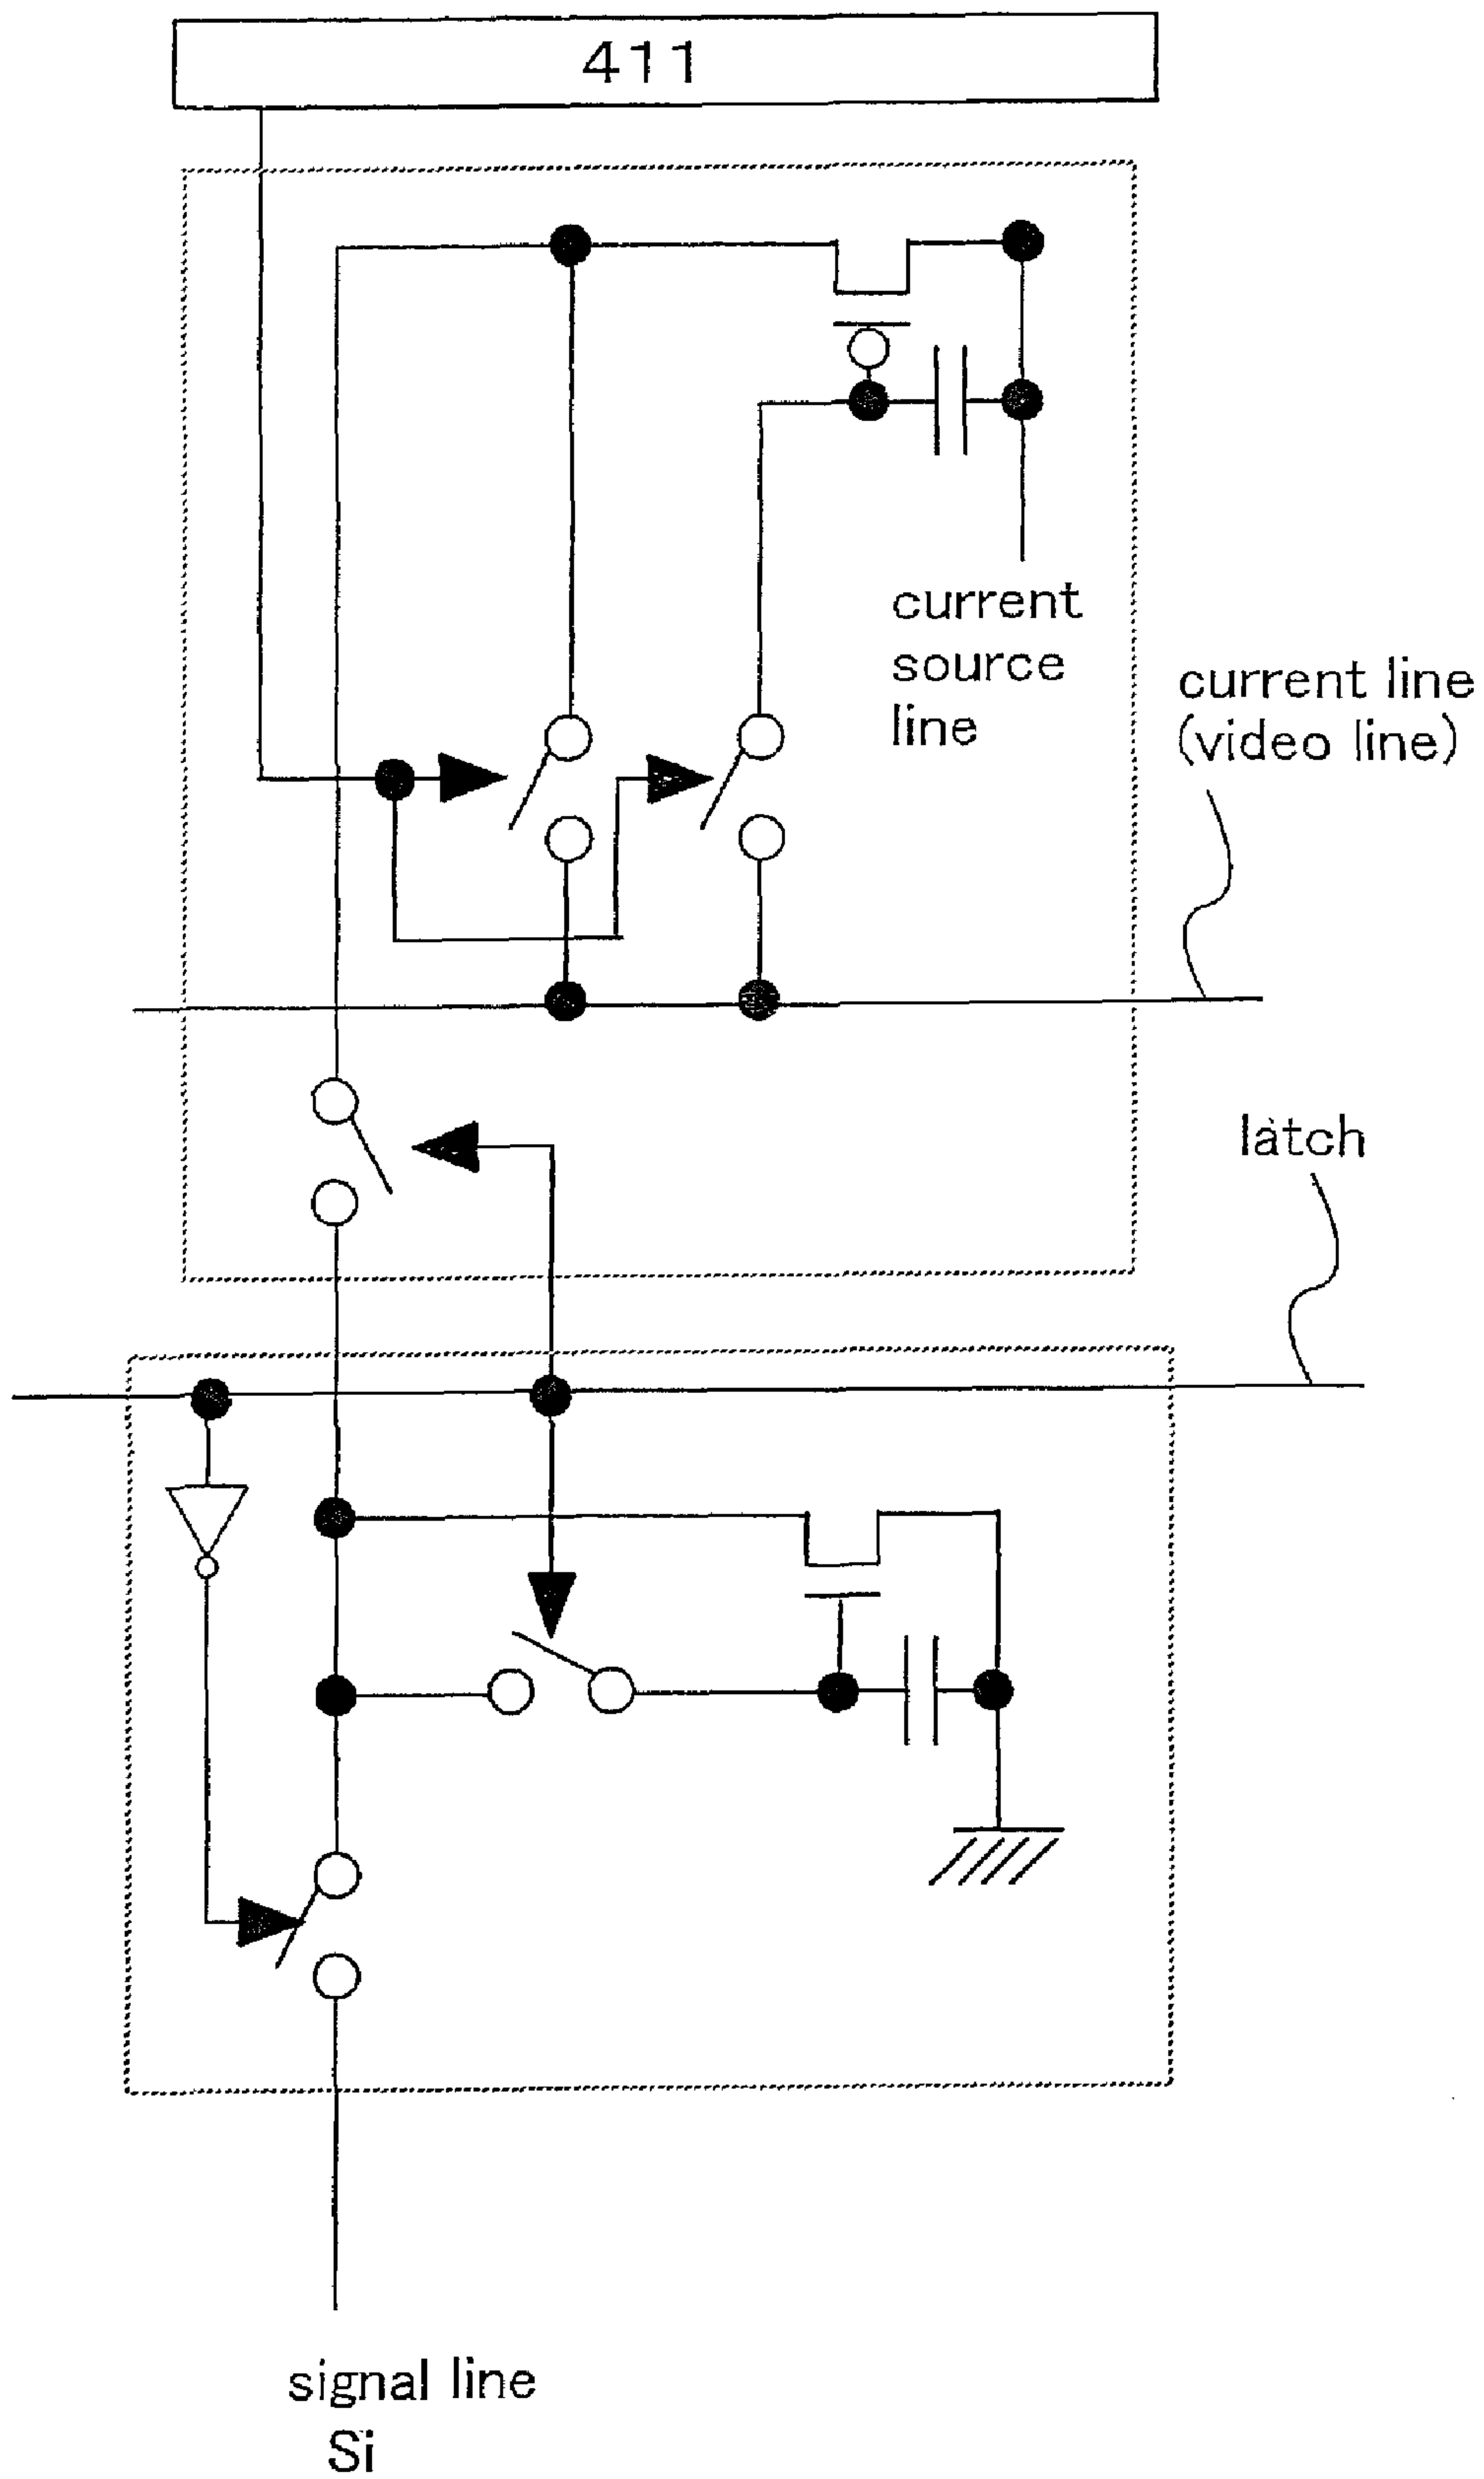 411
current
source
line
current line
(video line)
latch
signal line
Si